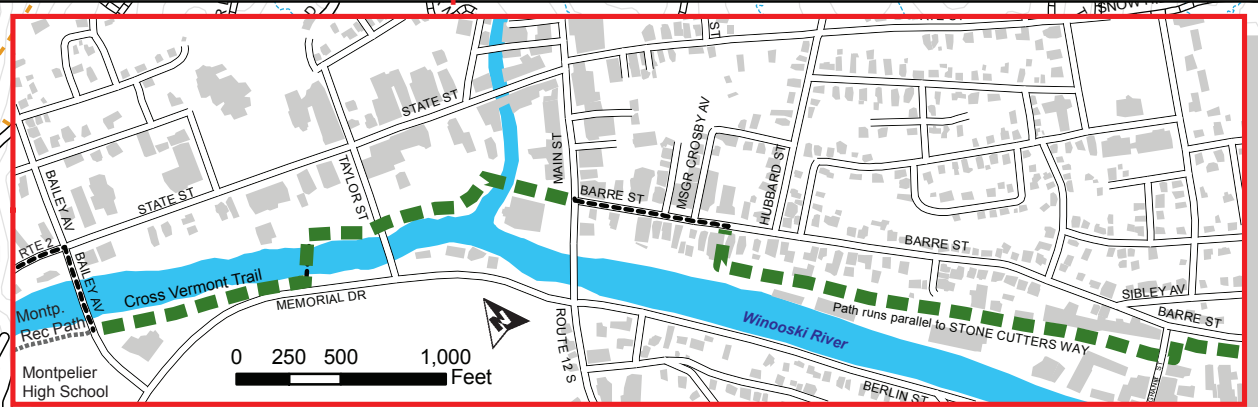 SNOW
ST
STATE ST
MAIN ST
MSGR CROSBY AV
HUBBARD ST
TAYLOR ST
BAILEY AV
STATE ST
BARRE ST
BARRE ST
RTE 2
BAILEY AV
Cross Vermont Trail
MEMORIAL DR
SIBLEY AV
BARRE ST
Montp.
Rec Path
N
ROUTE 12 S
Winooski River
Path runs parallel to STONE CUTTERS WAY
0 250 500 1,000
Feet
Montpelier
High School
BERLIN ST